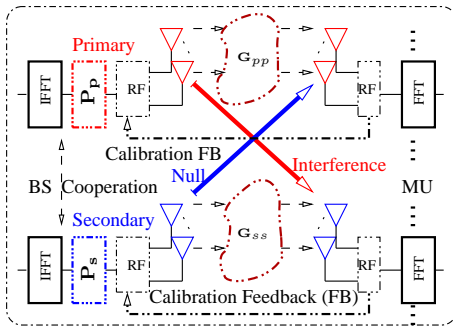 Primary
IFFT
P_p
RF
G_pp
RF
FFT
Calibration FB
BS Cooperation
Null
Interference
MU
Secondary
IFFT
P_s
RF
G_ss
RF
FFT
Calibration Feedback (FB)